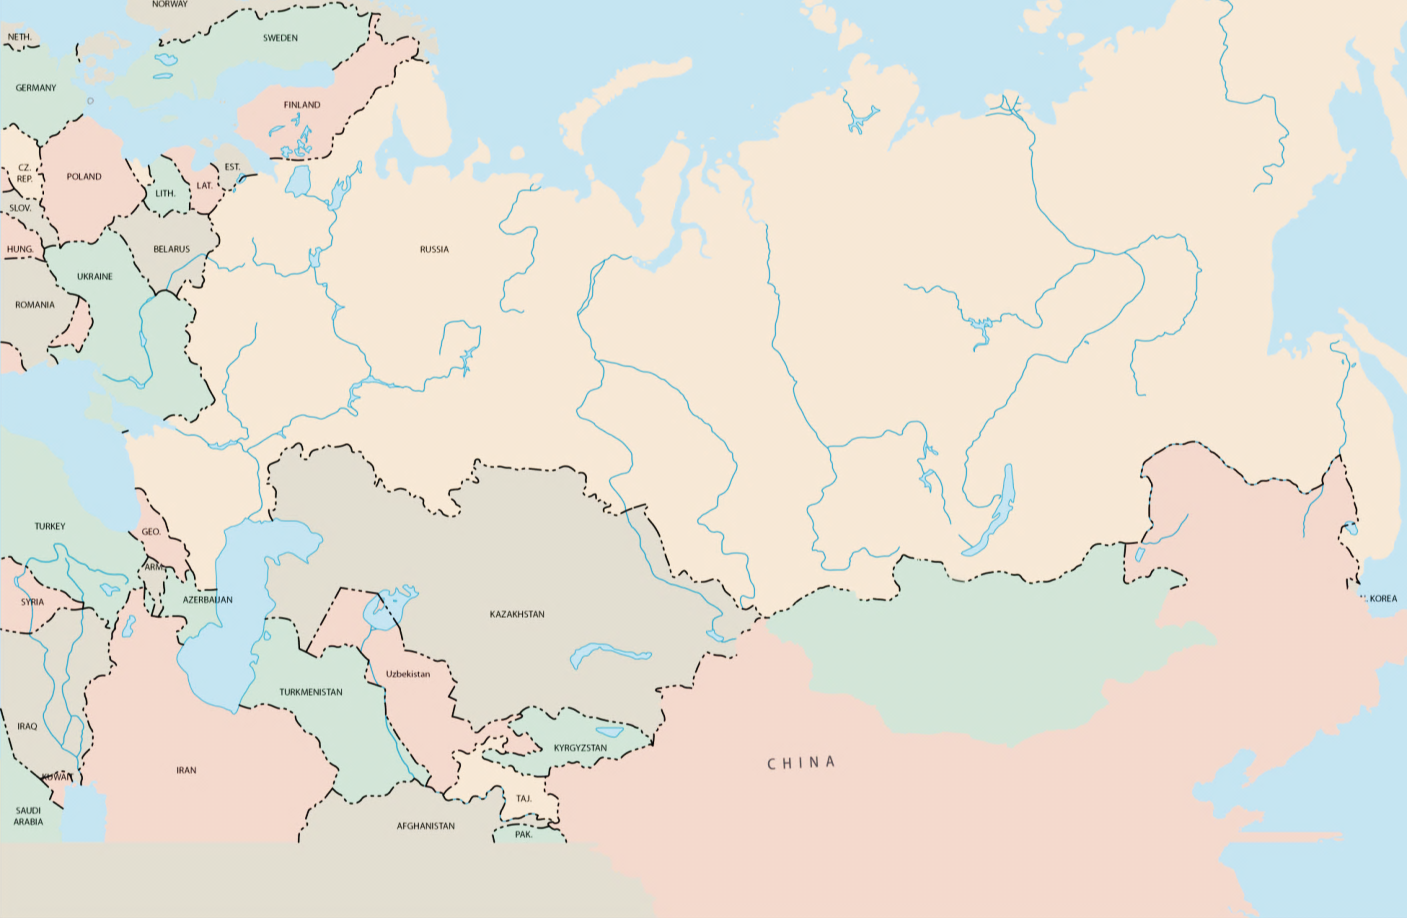 NORWAY
NETH.
SWEDEN
GERMANY
FINLAND
CZ.
REP.
POLAND
EST.
LAT.
LITH.
SLOV.
HUNG.
BELARUS
RUSSIA
UKRAINE
ROMANIA
TURKEY
GEO.
ARM.
SYRIA
AZERBAIJAN
KAZAKHSTAN
N. KOREA
Uzbekistan
TURKMENISTAN
IRAQ
KYRGYZSTAN
CHINA
IRAN
KUWAIT
TAJ.
SAUDI
ARABIA
AFGHANISTAN
PAK.